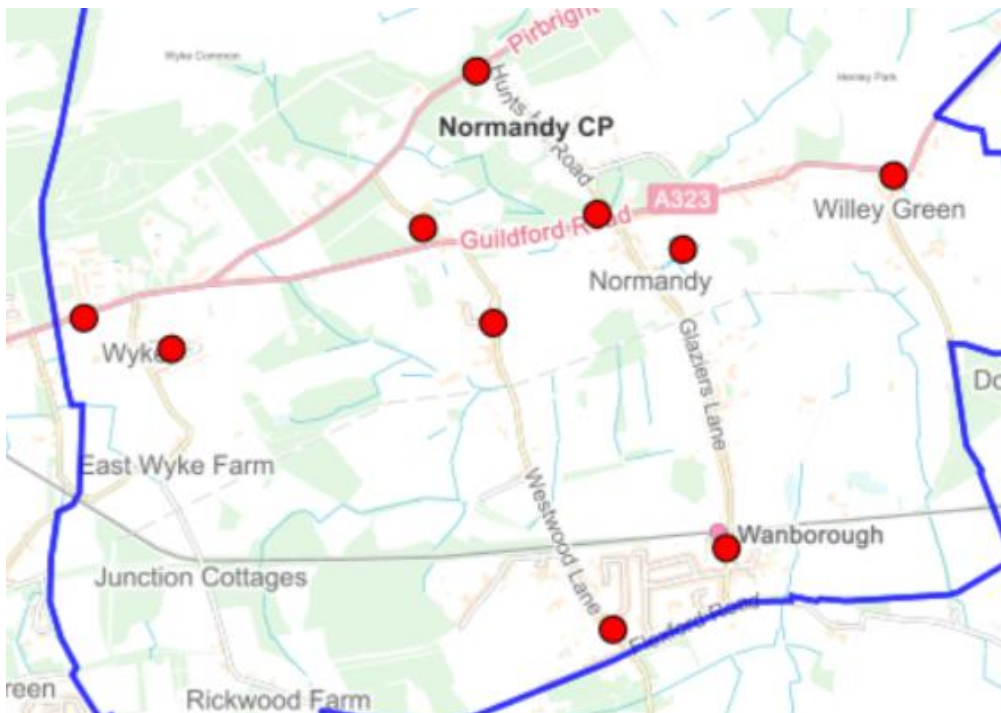 Pirbright
Wyke Common
Henley Park
Hunts Hill Road
Normandy CP
A323
Willey Green
Guildford Road
Normandy
Wyke
Glaziers Lane
Do
East Wyke Farm
Westwood Lane
Wanborough
Junction Cottages
Flexford Road
reen
Rickwood Farm